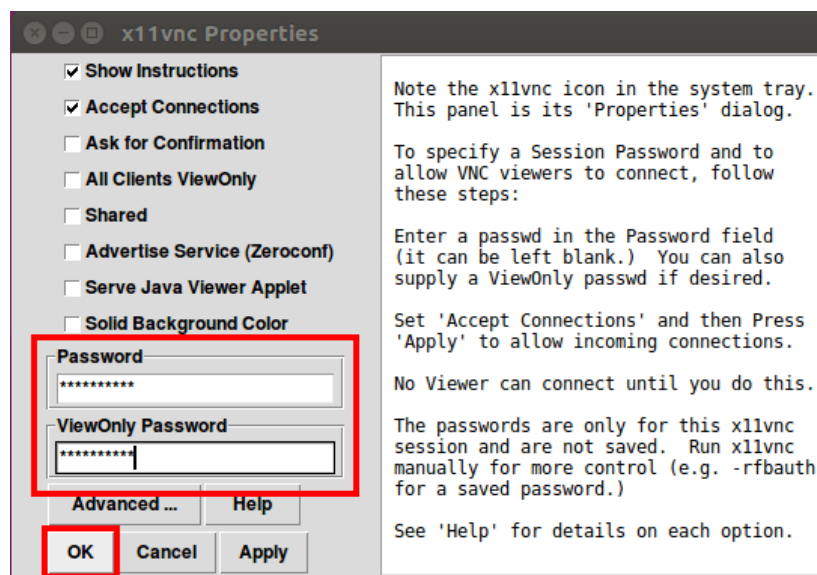 x11vnc Properties
Show Instructions
Accept Connections
Ask for Confirmation
All Clients ViewOnly
Shared
Advertise Service (Zeroconf)
Serve Java Viewer Applet
Solid Background Color
Password
**********
ViewOnly Password
**********
Advanced ... Help
OK Cancel Apply
Note the x11vnc icon in the system tray.
This panel is its 'Properties' dialog.
To specify a Session Password and to
allow VNC viewers to connect, follow
these steps:
Enter a passwd in the Password field
(it can be left blank.)  You can also
supply a ViewOnly passwd if desired.
Set 'Accept Connections' and then Press
'Apply' to allow incoming connections.
No Viewer can connect until you do this.
The passwords are only for this x11vnc
session and are not saved.  Run x11vnc
manually for more control (e.g. -rfbauth
for a saved password.)
See 'Help' for details on each option.